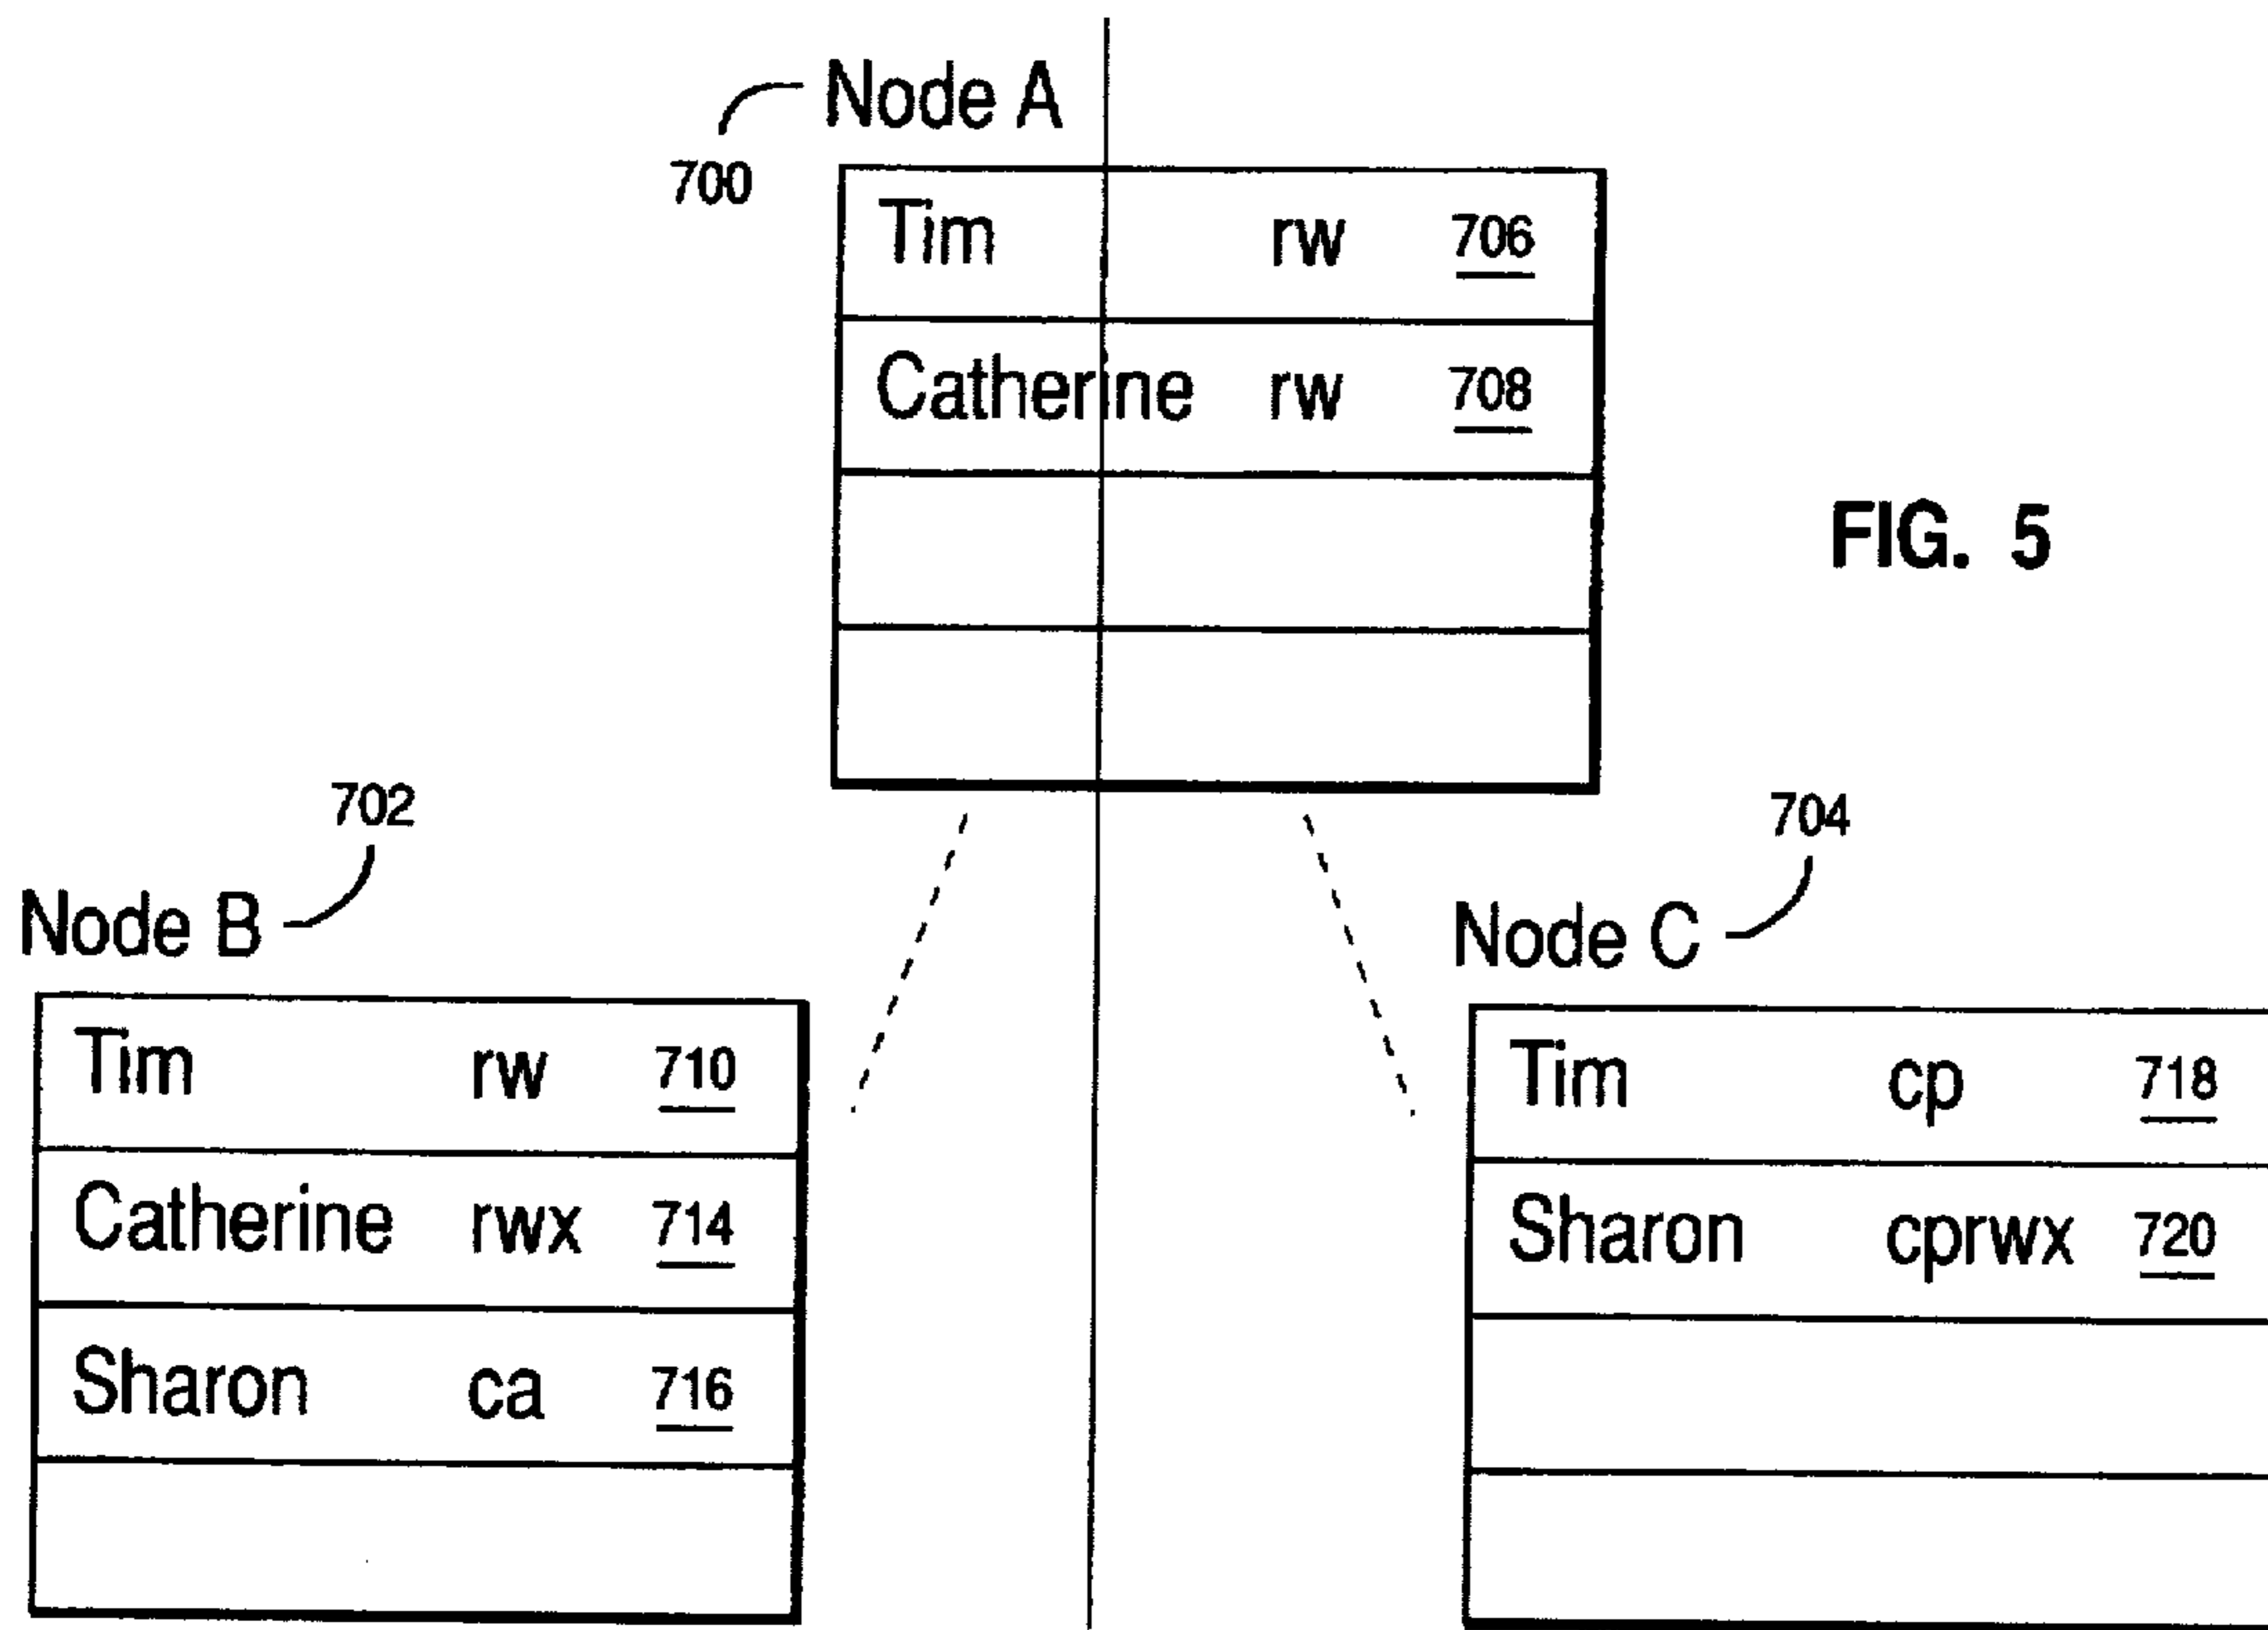 Node A
700
Tim rw 706
Catherine rw 708
FIG. 5
702
Node B
Tim rw 710
Catherine rwx 714
Sharon ca 716
704
Node C
Tim cp 718
Sharon cprwx 720